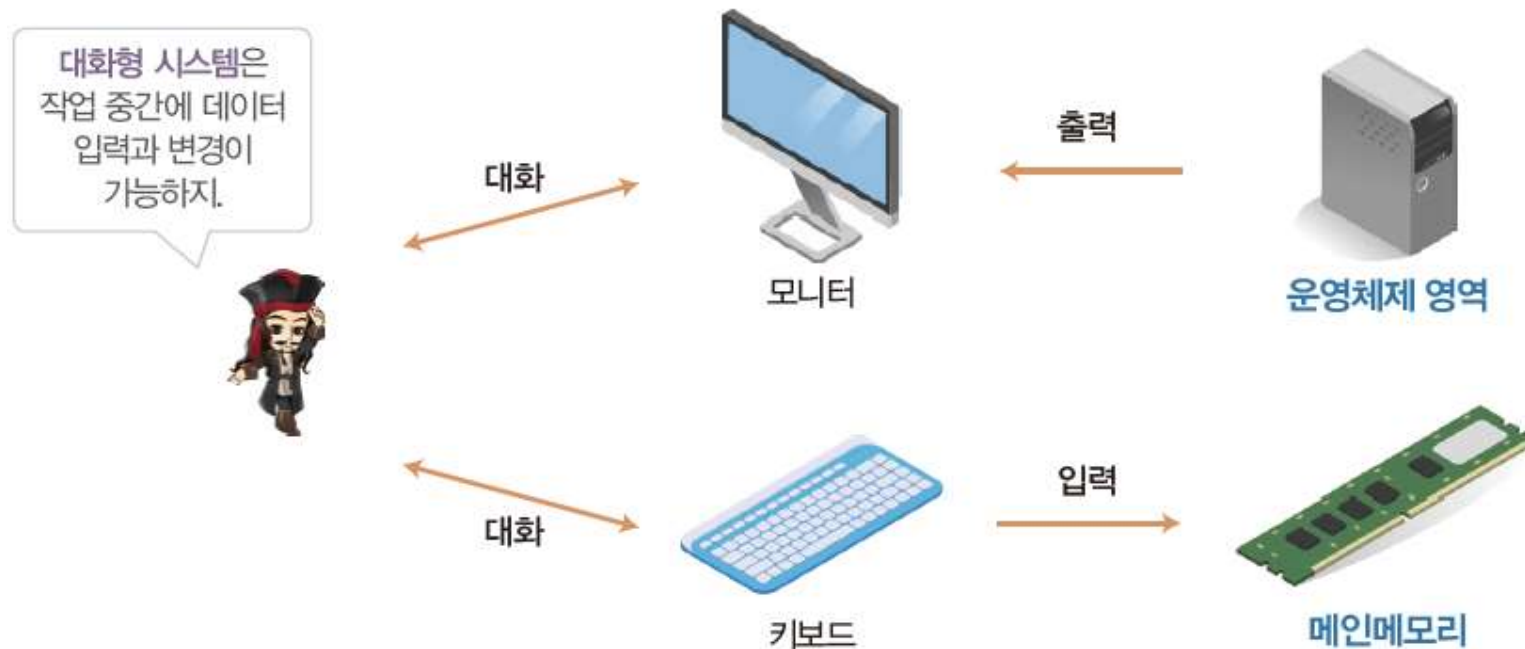 대화형 시스템은
작업 중간에 데이터
입력과 변경이
가능하지.
대화
출력
모니터
운영체제 영역
대화
입력
키보드
메인메모리